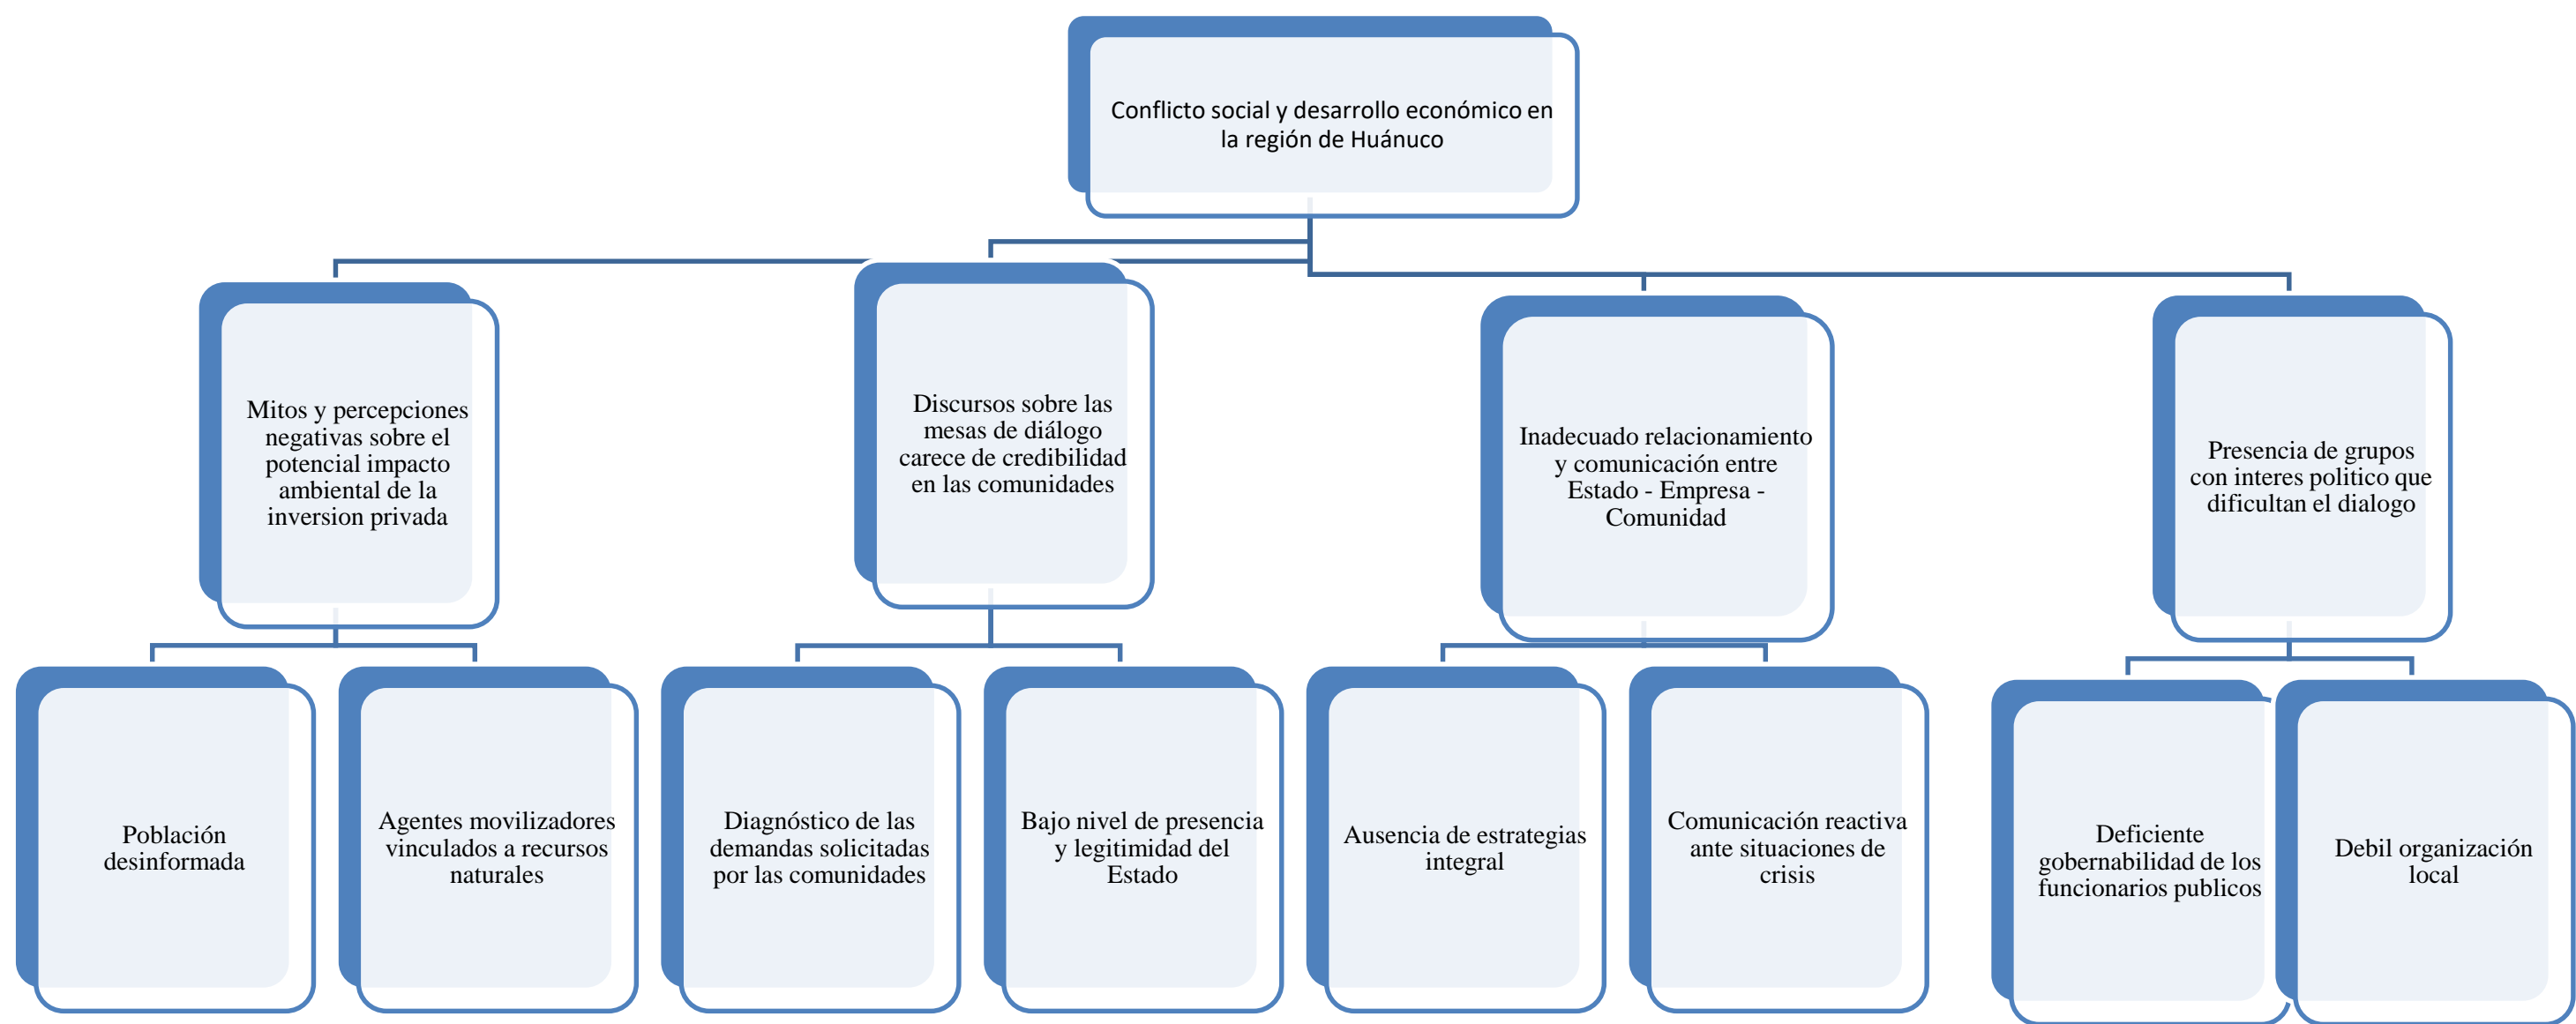 Conflicto social y desarrollo económico en
la región de Huánuco
Mitos y percepciones
negativas sobre el
potencial impacto
ambiental de la
inversion privada
Discursos sobre las
mesas de diálogo
carece de credibilidad
en las comunidades
Inadecuado relacionamiento
y comunicación entre
Estado - Empresa -
Comunidad
Presencia de grupos
con interes politico que
dificultan el dialogo
Población
desinformada
Agentes movilizadores
vinculados a recursos
naturales
Diagnóstico de las
demandas solicitadas
por las comunidades
Bajo nivel de presencia
y legitimidad del
Estado
Ausencia de estrategias
integral
Comunicación reactiva
ante situaciones de
crisis
Deficiente
gobernabilidad de los
funcionarios publicos
Debil organización
local